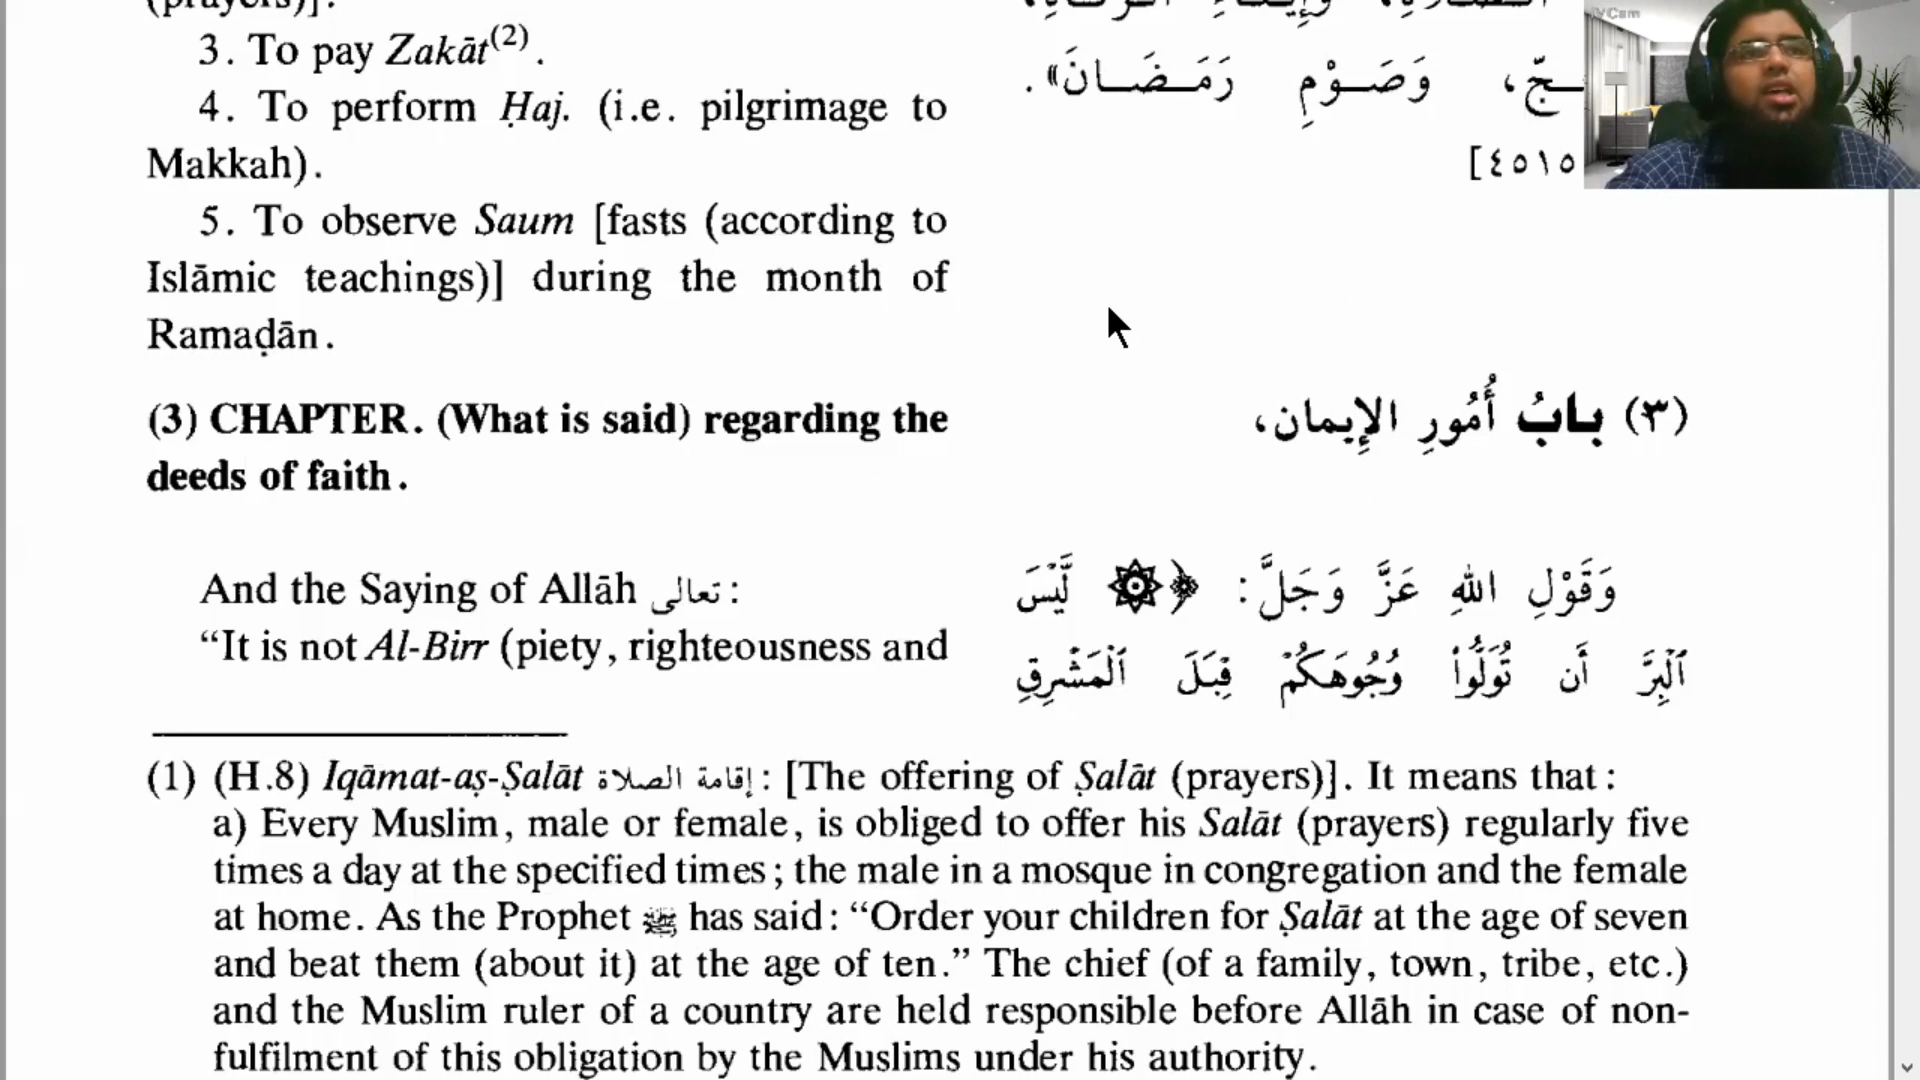 (prayers)].
3. To pay Zakāt(2).
4. To perform Ḥaj. (i.e. pilgrimage to
Makkah).
5. To observe Saum [fasts (according to
Islāmic teachings)] during the month of
Ramaḍān.
وَصَوْمِ رَمَـضَـانَ».
٤٥١٥]
(3) CHAPTER. (What is said) regarding the
deeds of faith.
(٣) بابُ أُمُورِ الإِيمان،
And the Saying of Allāh تعالى:
“It is not Al-Birr (piety, righteousness and
وَقَوْلِ اللهِ عَزَّ وَجَلَّ: ﴿۞ لَّيْسَ
ٱلْبِرَّ أَن تُوَلُّوا۟ وُجُوهَكُمْ قِبَلَ ٱلْمَشْرِقِ
(1) (H.8) Iqāmat-aṣ-Ṣalāt إقامة الصلاة: [The offering of Ṣalāt (prayers)]. It means that:
a) Every Muslim, male or female, is obliged to offer his Salāt (prayers) regularly five
times a day at the specified times; the male in a mosque in congregation and the female
at home. As the Prophet ﷺ has said: “Order your children for Ṣalāt at the age of seven
and beat them (about it) at the age of ten.” The chief (of a family, town, tribe, etc.)
and the Muslim ruler of a country are held responsible before Allāh in case of non-
fulfilment of this obligation by the Muslims under his authority.